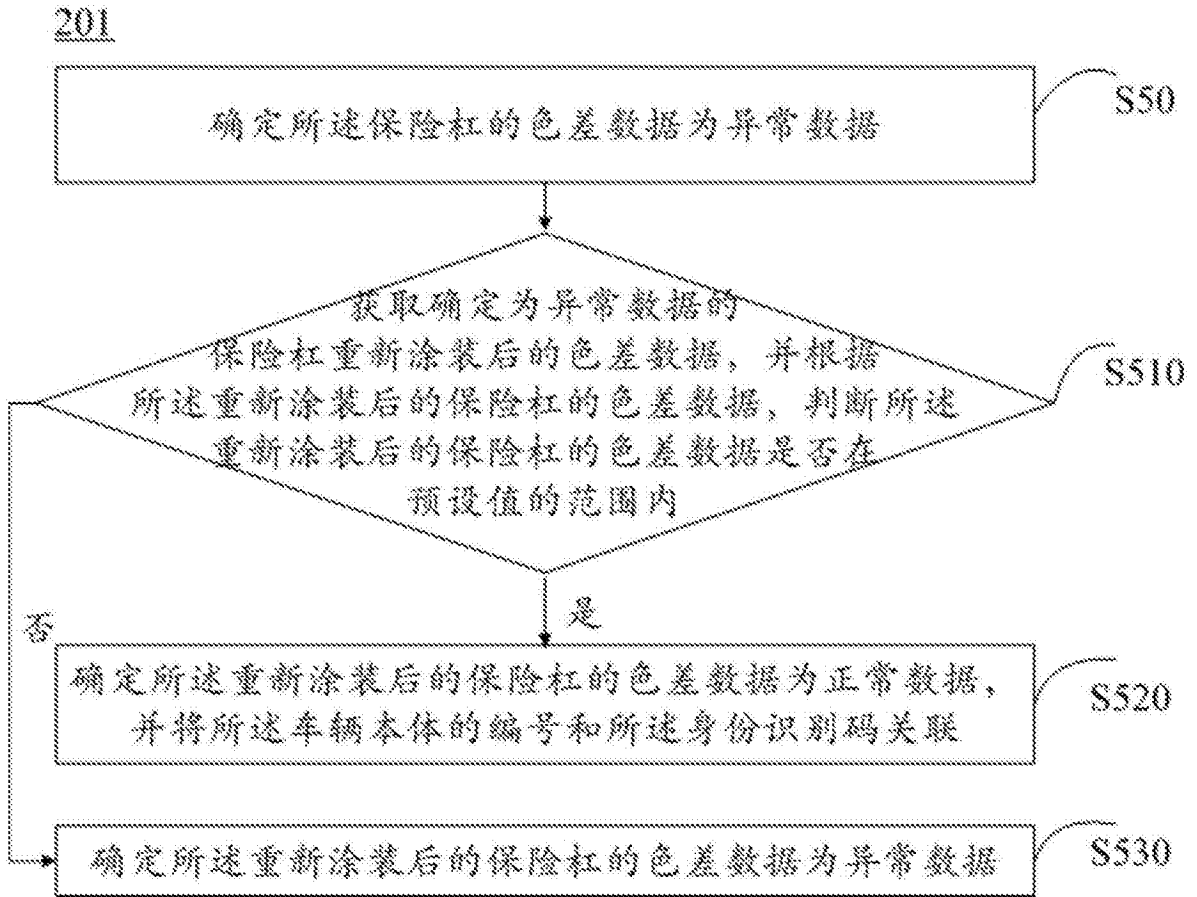 201
确定所述保险杠的色差数据为异常数据
S50
获取确定为异常数据的
保险杠重新涂装后的色差数据，并根据
所述重新涂装后的保险杠的色差数据，判断所述
重新涂装后的保险杠的色差数据是否在
预设值的范围内
S510
否
是
确定所述重新涂装后的保险杠的色差数据为正常数据，
并将所述车辆本体的编号和所述身份识别码关联
S520
确定所述重新涂装后的保险杠的色差数据为异常数据
S530